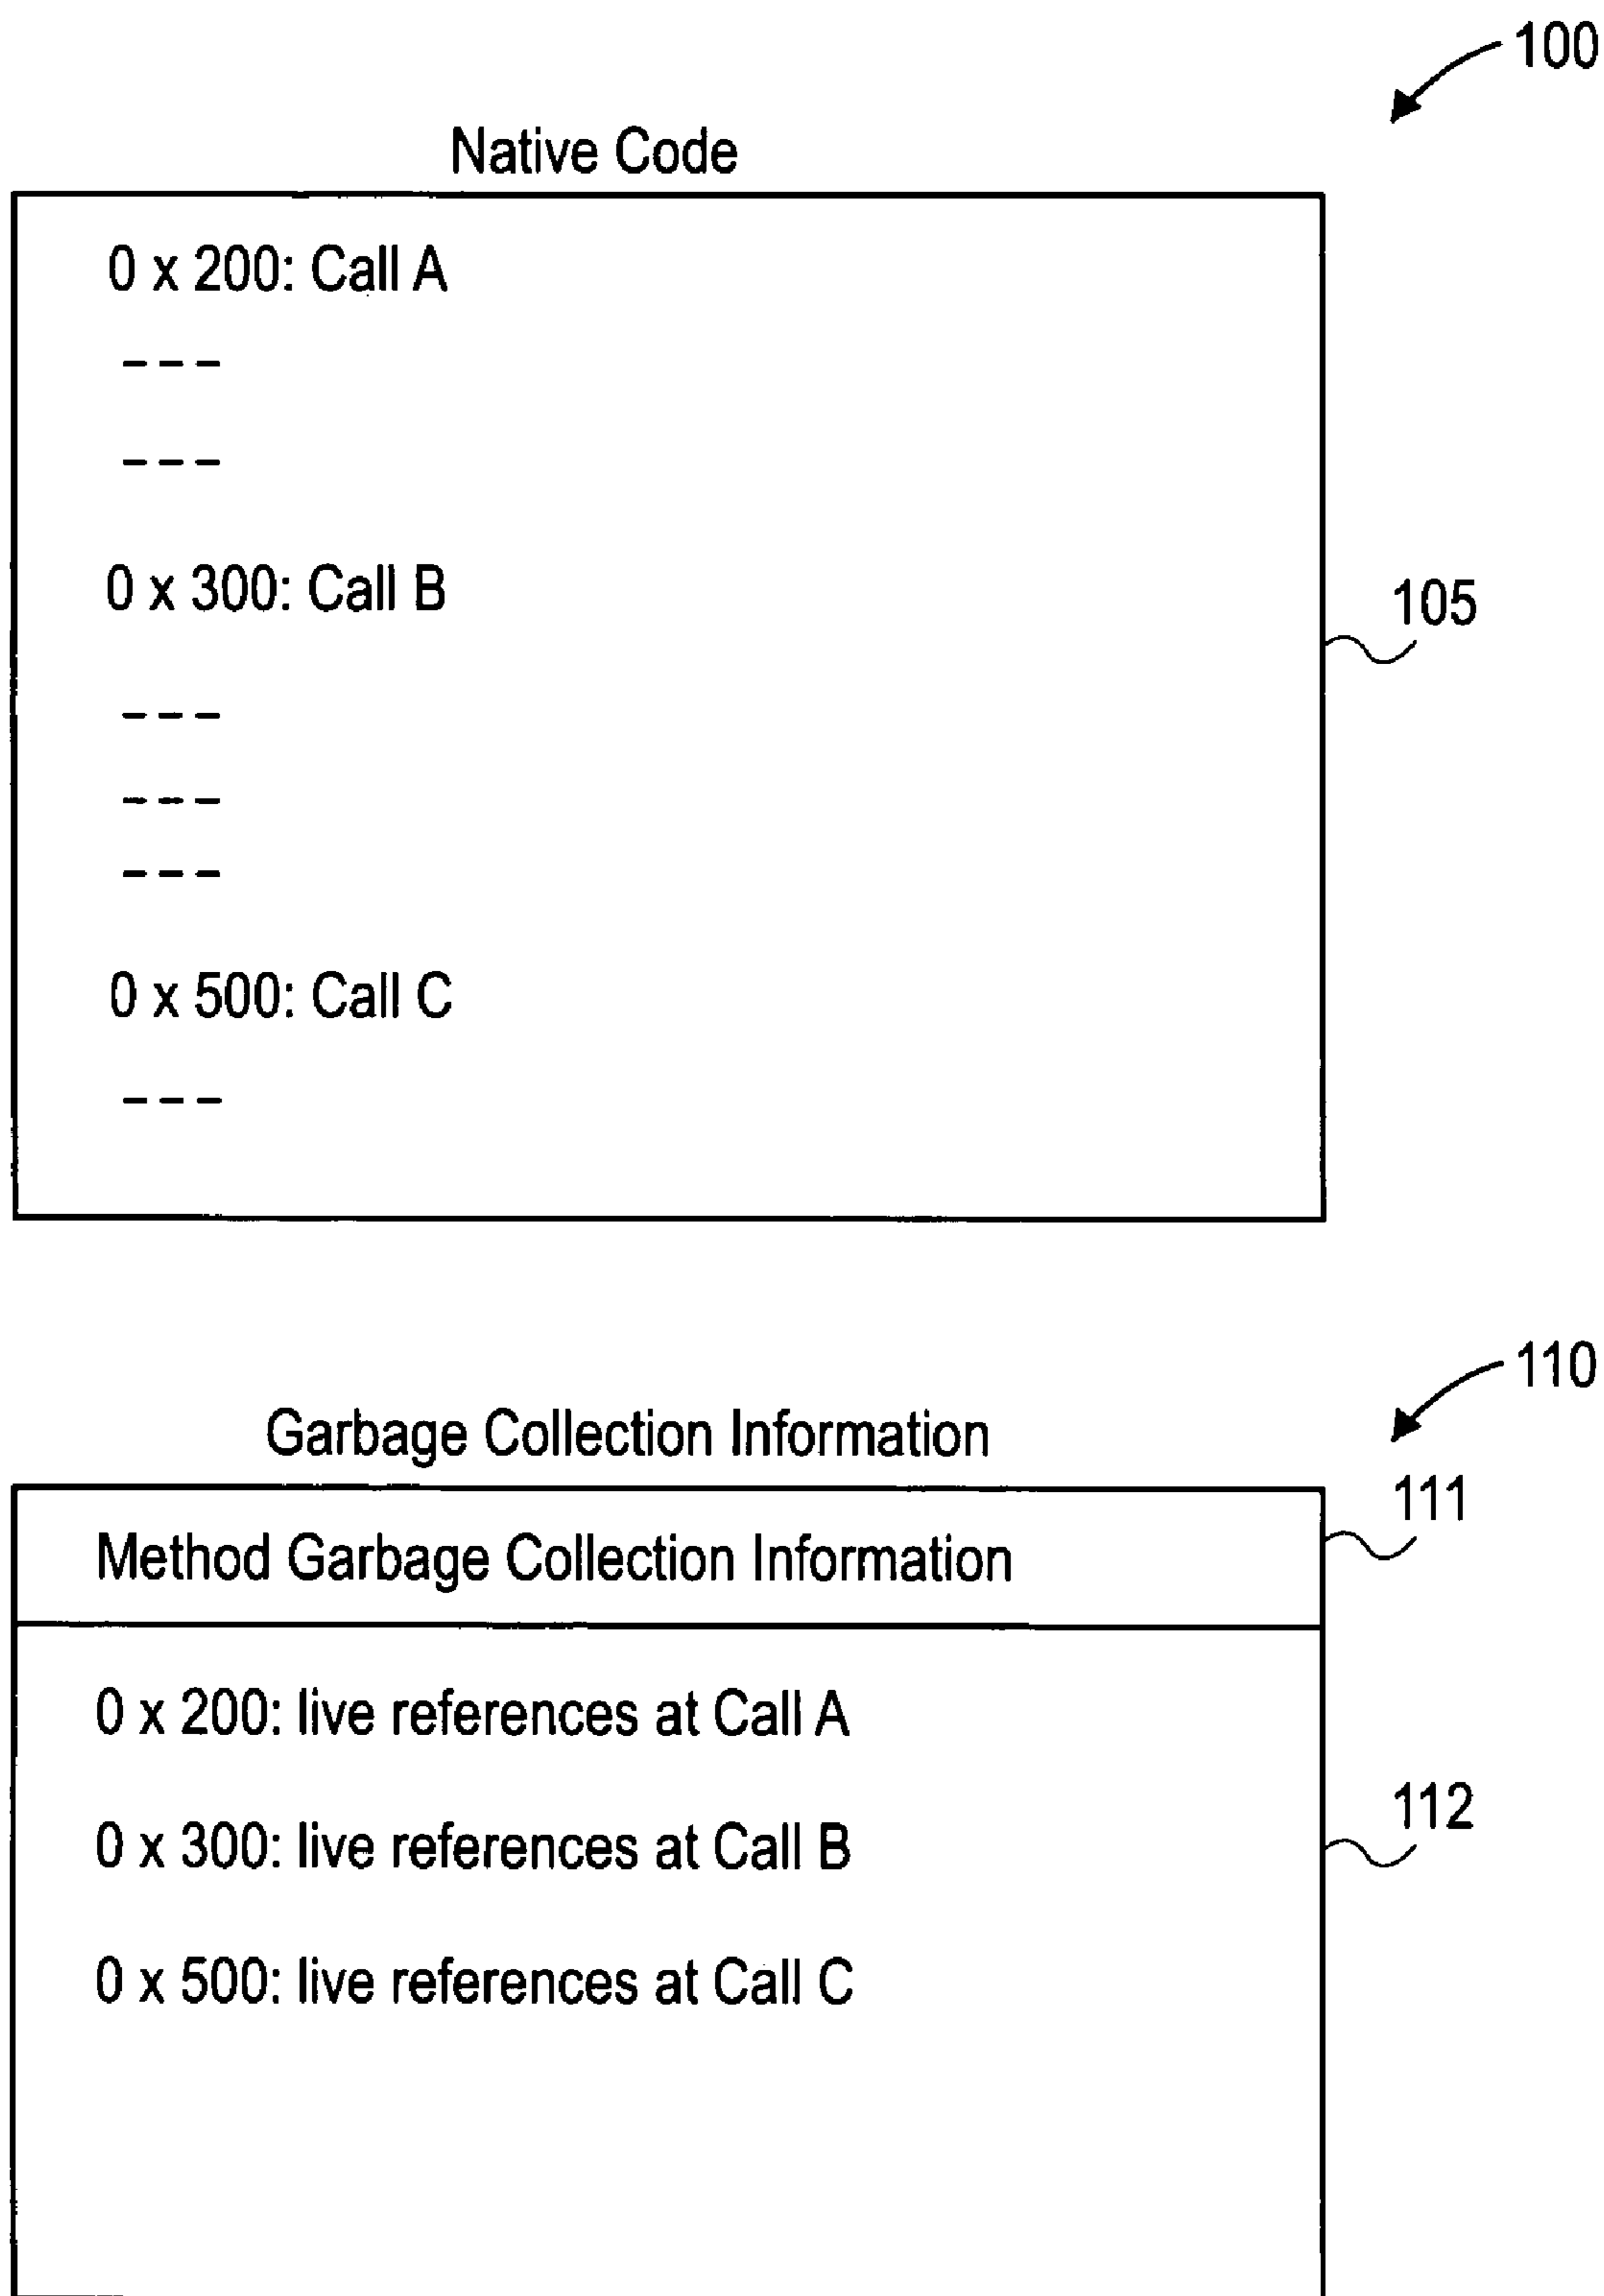 100
Native Code
0 x 200: Call A
---
---
0 x 300: Call B
105
---
---
---
0 x 500: Call C
---
110
Garbage Collection Information
111
Method Garbage Collection Information
0 x 200: live references at Call A
112
0 x 300: live references at Call B
0 x 500: live references at Call C